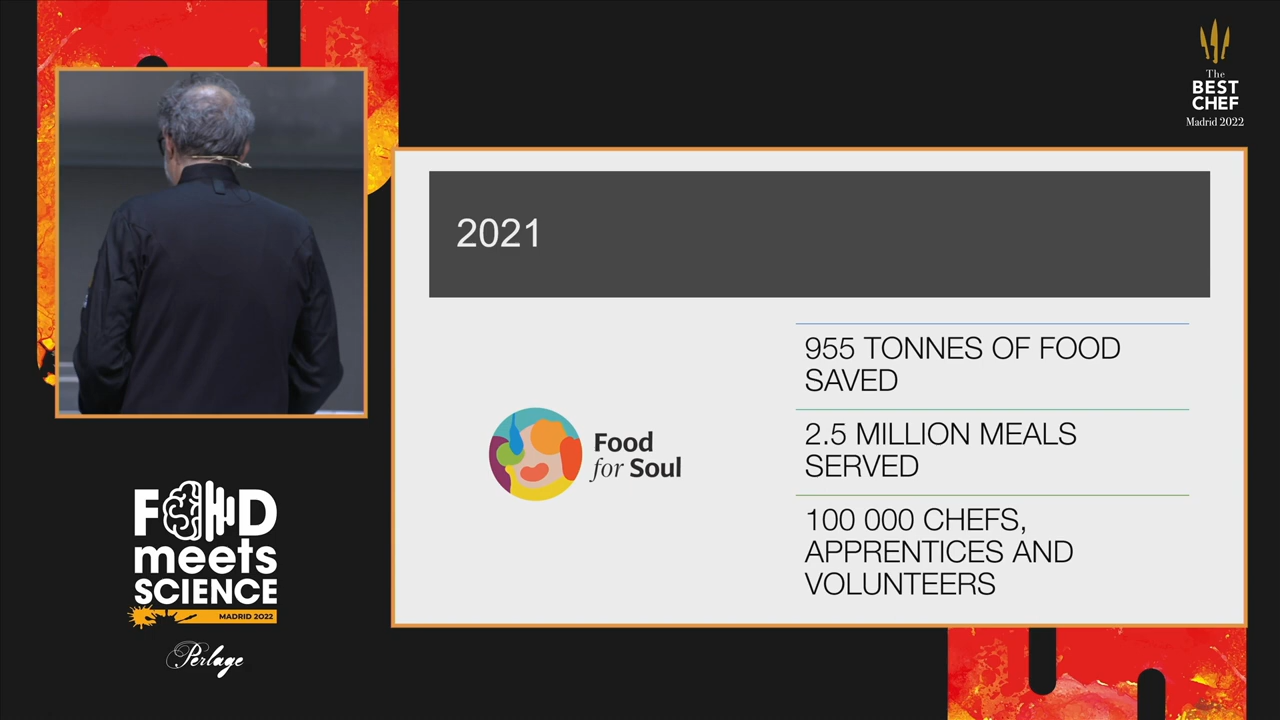 The
BEST
CHEF
Madrid 2022
2021
955 TONNES OF FOOD
SAVED
2.5 MILLION MEALS
SERVED
100 000 CHEFS,
APPRENTICES AND
VOLUNTEERS
Food
for Soul
FOOD
meets
SCIENCE
MADRID 2022
Perlage